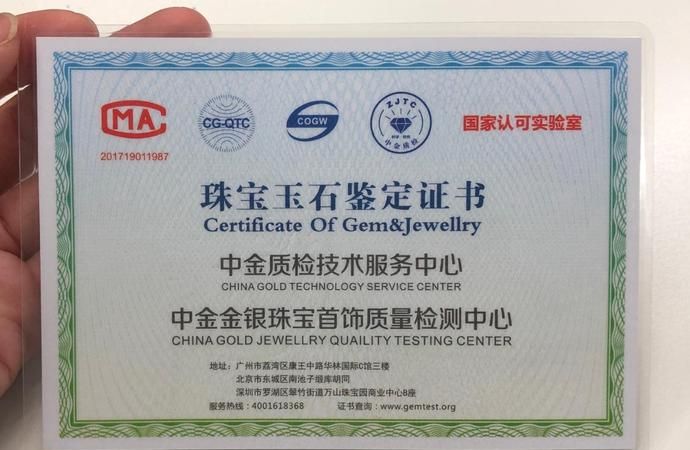 CMA
201719011987
CG-QTC
COGW
ZJTC
中金质检
国家认可实验室
珠宝玉石鉴定证书
Certificate Of Gem&Jewellry
中金质检技术服务中心
CHINA GOLD TECHNOLOGY SERVICE CENTER
中金金银珠宝首饰质量检测中心
CHINA GOLD JEWELLRY QUAILITY TESTING CENTER
地址：广州市荔湾区康王中路华林国际C馆三楼
北京市东城区南池子缎库胡同
深圳市罗湖区翠竹街道万山珠宝园商业中心B座
服务热线：4001618368 证书查询：www.gemtest.org